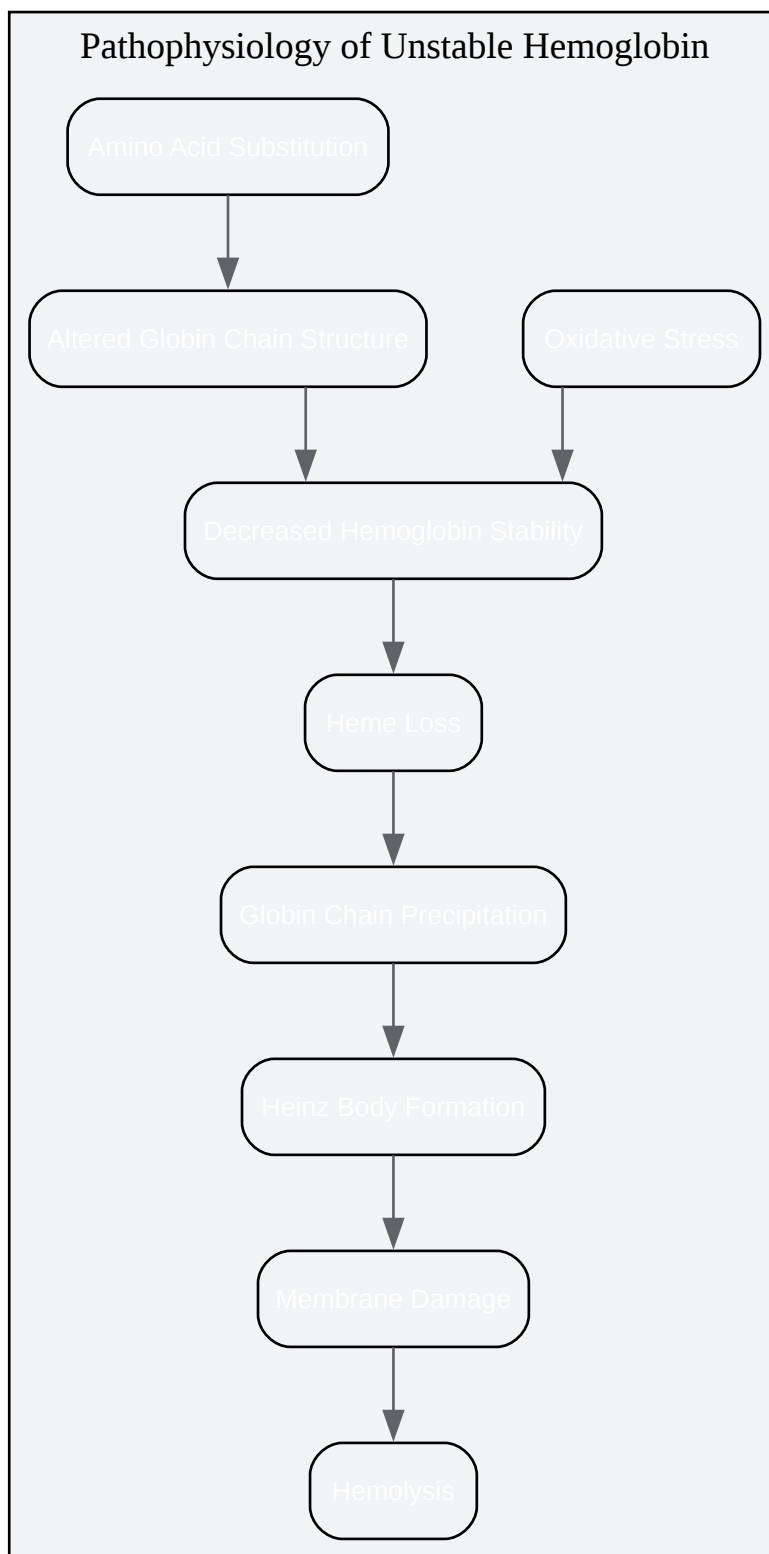 Pathophysiology of Unstable Hemoglobin
Amino Acid Substitution
Altered Globin Chain Structure
Oxidative Stress
Decreased Hemoglobin Stability
Heme Loss
Globin Chain Precipitation
Heinz Body Formation
Membrane Damage
Hemolysis